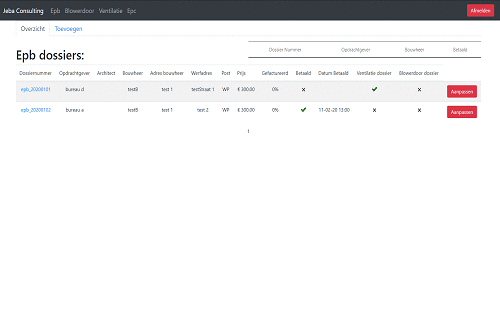 Jeba Consulting Epb Blowerdoor Ventilatie Epc Afmelden
Overzicht Toevoegen
Epb dossiers:
Dossier Nummer Opdrachtgever Bouwheer Betaald
Dossiernummer Opdrachtgever Architect Bouwheer Adres bouwheer Werfadres Post Prijs Gefactureerd Betaald Datum Betaald Ventilatie dossier Blowerdoor dossier
epb_20200101 bureau d testB test 1 testStraat 1 WP € 300.00 0% Aanpassen
epb_20200102 bureau a testB test 1 test 2 WP € 300.00 0% 11-02-20 13:00 Aanpassen
1